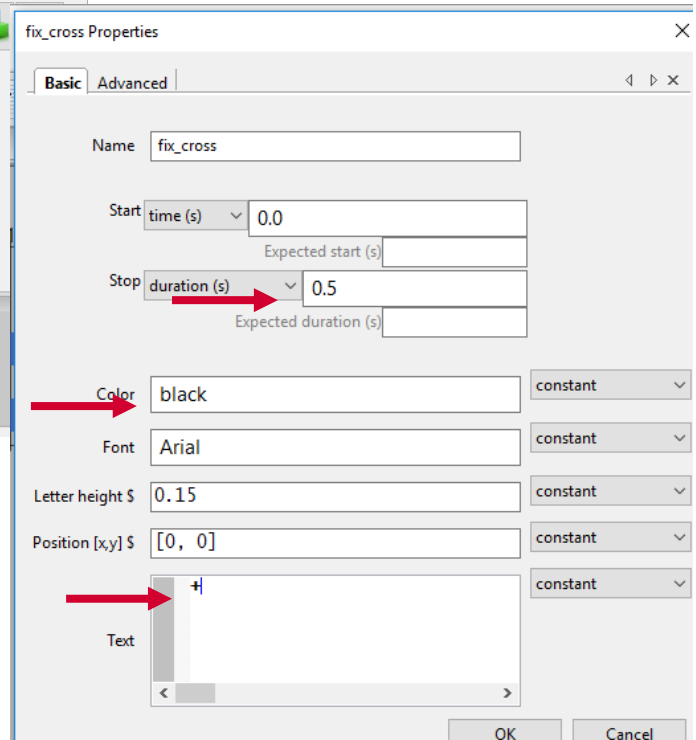 fix_cross Properties
Basic Advanced
Name fix_cross
Start time (s) 0.0
Expected start (s)
Stop duration (s) 0.5
Expected duration (s)
Color black constant
Font Arial constant
Letter height $ 0.15 constant
Position [x,y] $ [0, 0] constant
+ constant
Text
OK Cancel